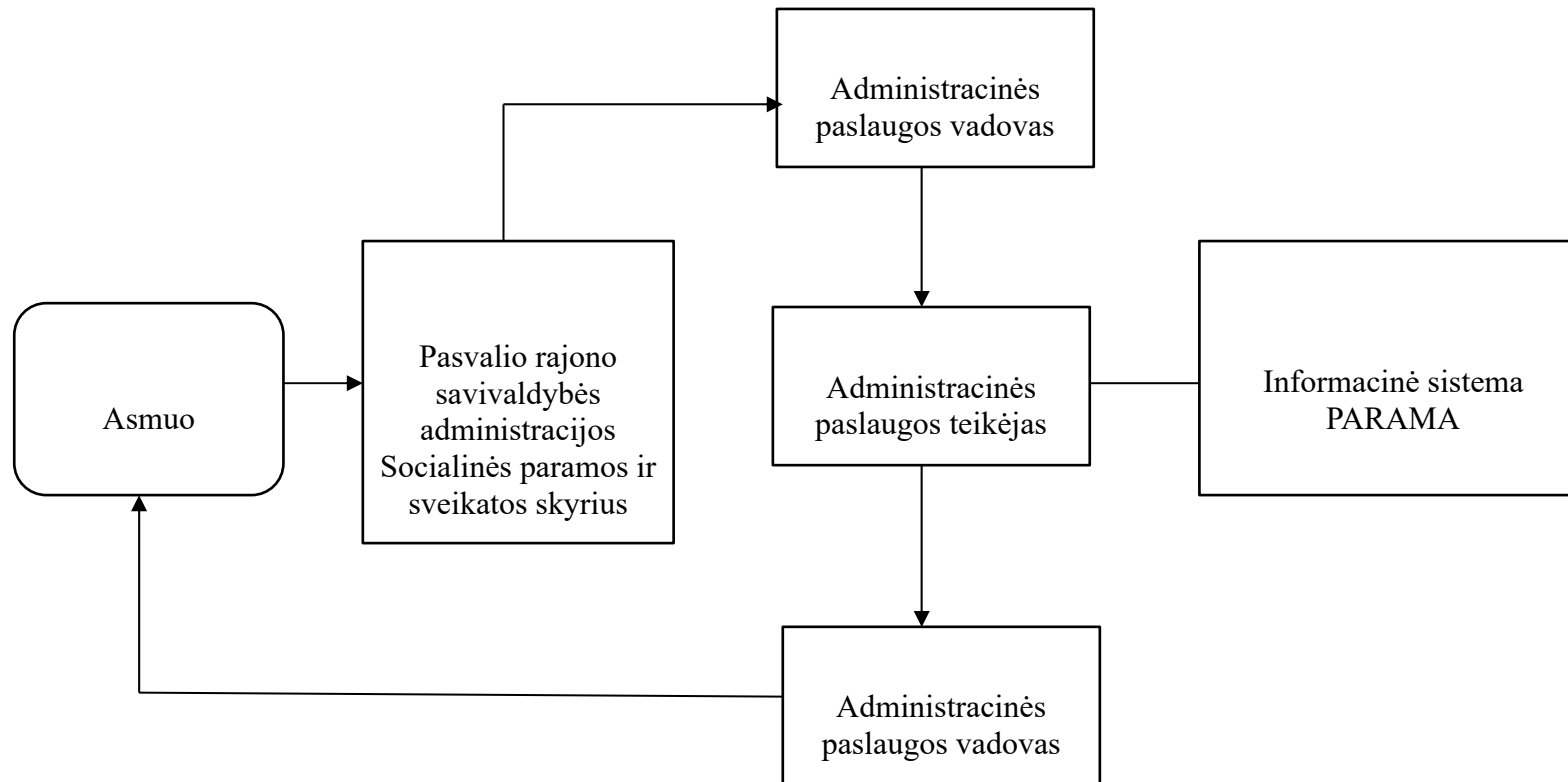 Administracinės
paslaugos vadovas
Asmuo
Pasvalio rajono
savivaldybės
administracijos
Socialinės paramos ir
sveikatos skyrius
Administracinės
paslaugos teikėjas
Informacinė sistema
PARAMA
Administracinės
paslaugos vadovas